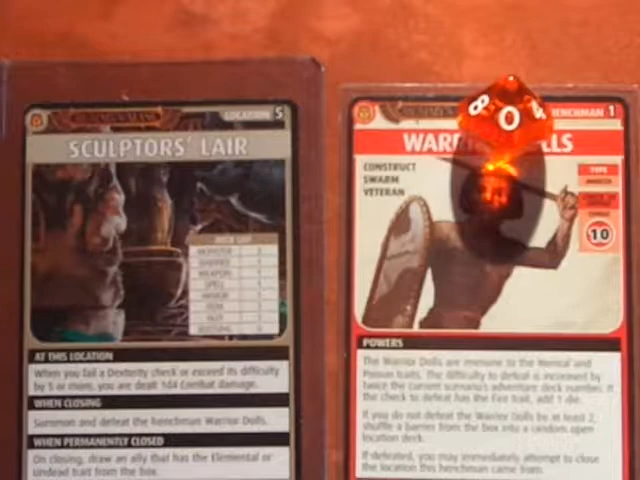 LOCATION 5
SCULPTORS' LAIR
AT THIS LOCATION
When you fail a Dexterity check or exceed its difficulty
by 5 or more, you are dealt 1d4 Combat damage.
WHEN CLOSING
Summon and defeat the henchman Warrior Dolls.
WHEN PERMANENTLY CLOSED
On closing, draw an ally that has the Elemental or
Undead trait from the box.
8
0
HENCHMAN 1
CONSTRUCT
SWARM
VETERAN
TYPE
10
POWERS
The Warrior Dolls are immune to the Mental and
Poison traits. The difficulty to defeat is increased by
twice the current scenario's adventure deck number. If
the check to defeat has the Fire trait, add 1 die.
If you do not defeat the Warrior Dolls by at least 2,
shuffle a barrier from the box into a random open
location deck.
If defeated, you may immediately attempt to close
the location this henchman came from.